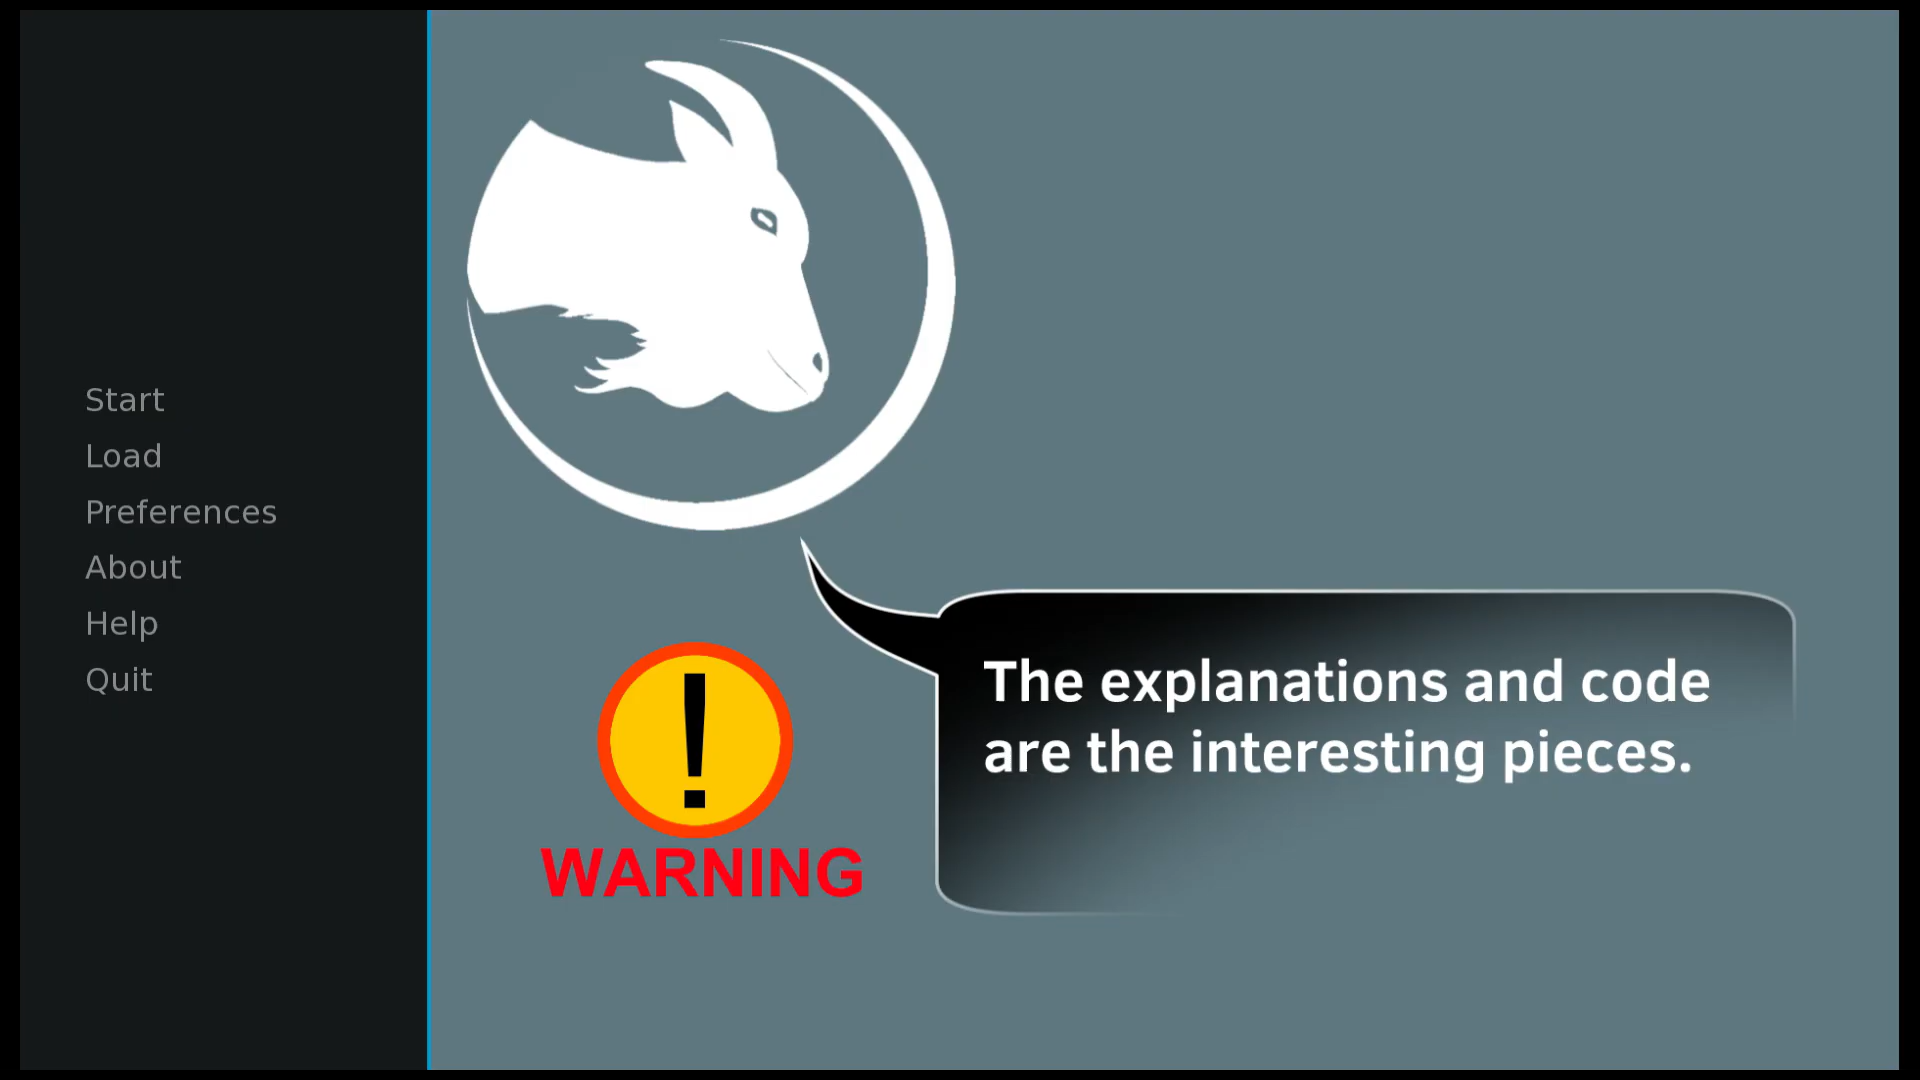 Start
Load
Preferences
About
Help
Quit
!
WARNING
The explanations and code
are the interesting pieces.